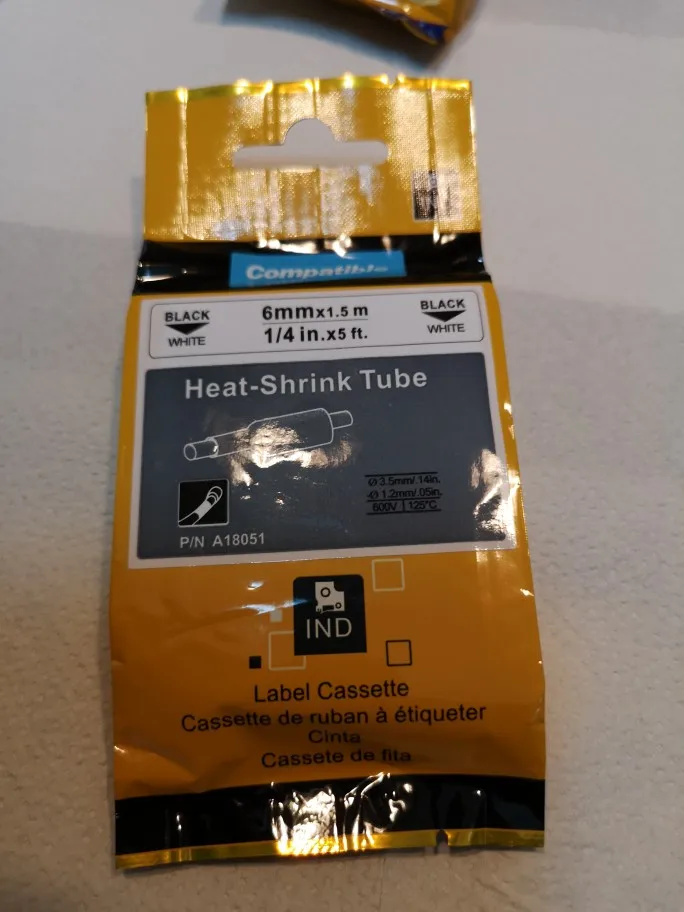 Compatible
BLACK
WHITE
6mmx1.5 m
1/4 in.x5 ft.
BLACK
WHITE
Heat-Shrink Tube
Ø 3.5mm/.14in.
Ø 1.2mm/.05in.
600V | 125°C
P/N A18051
IND
Label Cassette
Cassette de ruban à étiqueter
Cinta
Cassete de fita